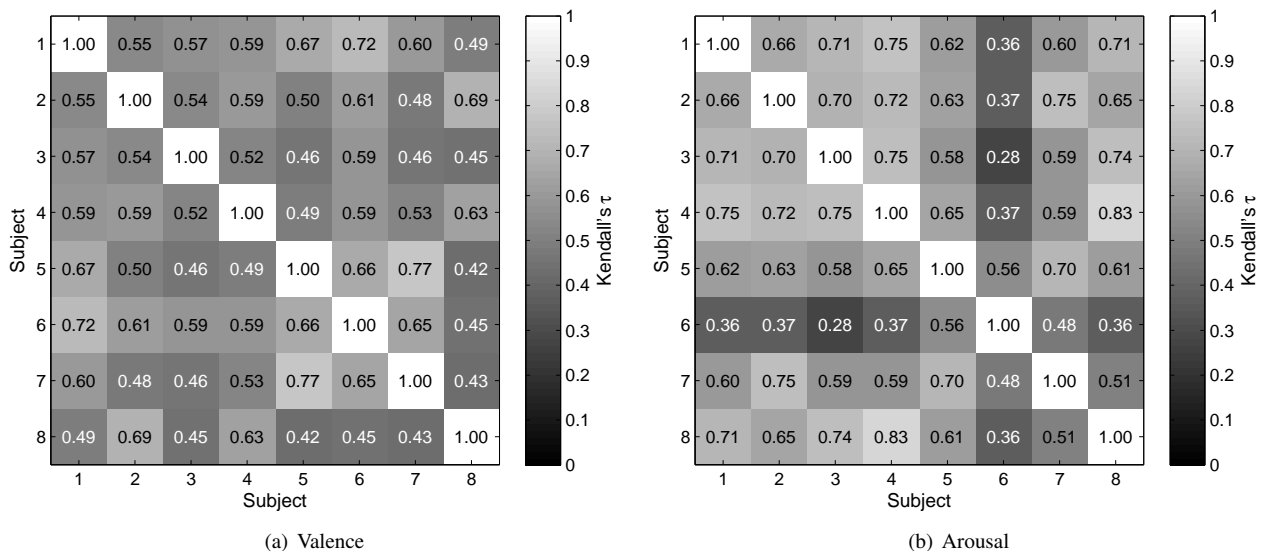 1 1.00 0.55 0.57 0.59 0.67 0.72 0.60 0.49
2 0.55 1.00 0.54 0.59 0.50 0.61 0.48 0.69
3 0.57 0.54 1.00 0.52 0.46 0.59 0.46 0.45
4 0.59 0.59 0.52 1.00 0.49 0.59 0.53 0.63
5 0.67 0.50 0.46 0.49 1.00 0.66 0.77 0.42
6 0.72 0.61 0.59 0.59 0.66 1.00 0.65 0.45
7 0.60 0.48 0.46 0.53 0.77 0.65 1.00 0.43
8 0.49 0.69 0.45 0.63 0.42 0.45 0.43 1.00
1 2 3 4 5 6 7 8
Subject
Subject
1
0.9
0.8
0.7
0.6
0.5
0.4
0.3
0.2
0.1
0
Kendall's τ
(a) Valence
1 1.00 0.66 0.71 0.75 0.62 0.36 0.60 0.71
2 0.66 1.00 0.70 0.72 0.63 0.37 0.75 0.65
3 0.71 0.70 1.00 0.75 0.58 0.28 0.59 0.74
4 0.75 0.72 0.75 1.00 0.65 0.37 0.59 0.83
5 0.62 0.63 0.58 0.65 1.00 0.56 0.70 0.61
6 0.36 0.37 0.28 0.37 0.56 1.00 0.48 0.36
7 0.60 0.75 0.59 0.59 0.70 0.48 1.00 0.51
8 0.71 0.65 0.74 0.83 0.61 0.36 0.51 1.00
1 2 3 4 5 6 7 8
Subject
Subject
1
0.9
0.8
0.7
0.6
0.5
0.4
0.3
0.2
0.1
0
Kendall's τ
(b) Arousal